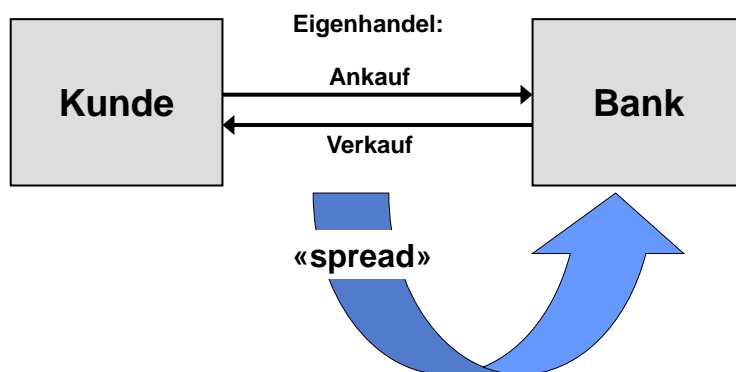 Eigenhandel:
Ankauf
Kunde
Bank
Verkauf
«spread»